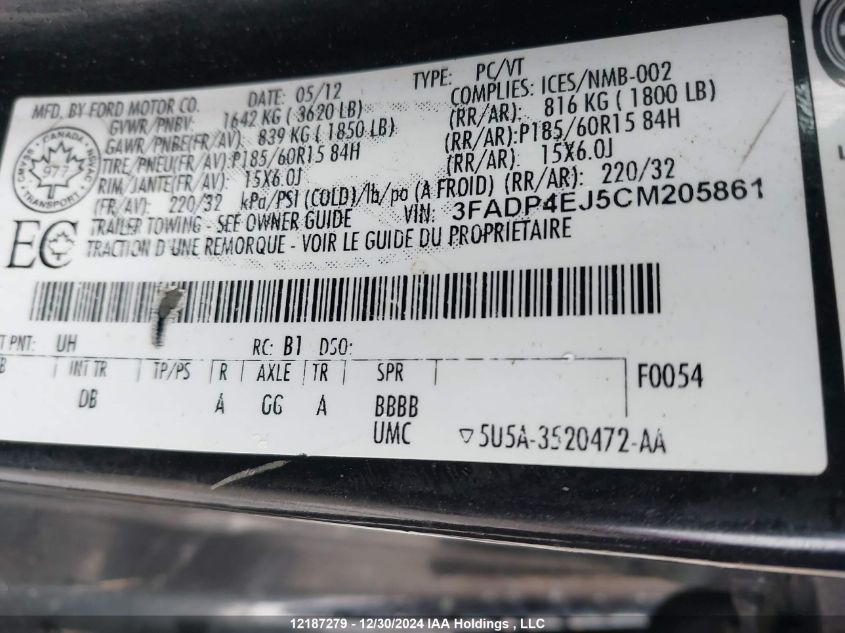 MFD. BY FORD MOTOR CO.
DATE: 05/12
TYPE: PC/VT
GVWR/PNBV: 1642 KG ( 3620 LB)
COMPLIES: ICES/NMB-002
GAWR/PNBE(FR/AV): 839 KG ( 1850 LB)
(RR/AR): 816 KG ( 1800 LB)
TIRE/PNEU(FR/AV): P185/60R15 84H
(RR/AR):P185/60R15 84H
RIM/JANTE(FR/AV): 15X6.0J
(RR/AR): 15X6.0J
(FR/AV): 220/32 kPa/PSI (COLD)/lb/po (A FROID) (RR/AR): 220/32
TRAILER TOWING - SEE OWNER GUIDE
VIN: 3FADP4EJ5CM205861
TRACTION D'UNE REMORQUE - VOIR LE GUIDE DU PROPRIETAIRE
CANADA
977
EC
T PNT: UH
RC: B1 DSO:
INT TR TP/PS R AXLE TR SPR
F0054
DB A GG A BBBB
UMC
5U5A-3520472-AA
12187279 - 12/30/2024 IAA Holdings , LLC